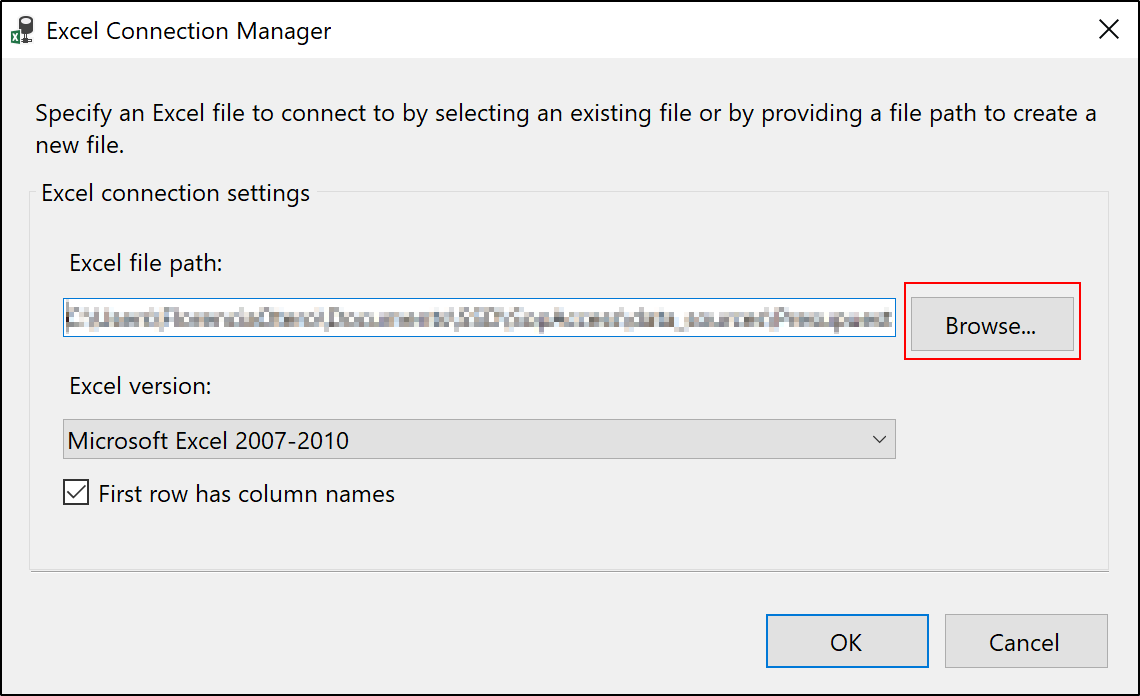 Excel Connection Manager
Specify an Excel file to connect to by selecting an existing file or by providing a file path to create a
new file.
Excel connection settings
Excel file path:
Browse...
Excel version:
Microsoft Excel 2007-2010
First row has column names
OK
Cancel